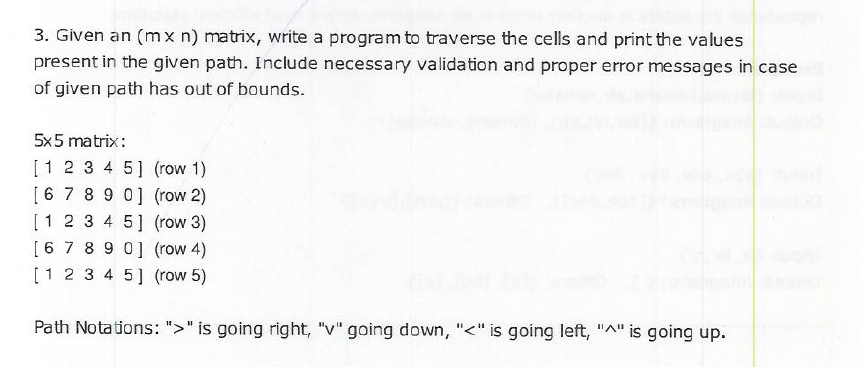 3. Given an (m x n) matrix, write a program to traverse the cells and print the values
present in the given path. Include necessary validation and proper error messages in case
of given path has out of bounds.
5x5 matrix:
[ 1 2 3 4 5] (row 1)
[ 6 7 8 9 0] (row 2)
[ 1 2 3 4 5] (row 3)
[ 6 7 8 9 0] (row 4)
[ 1 2 3 4 5] (row 5)
Path Notations: ">" is going right, "v" going down, "<" is going left, "^" is going up.